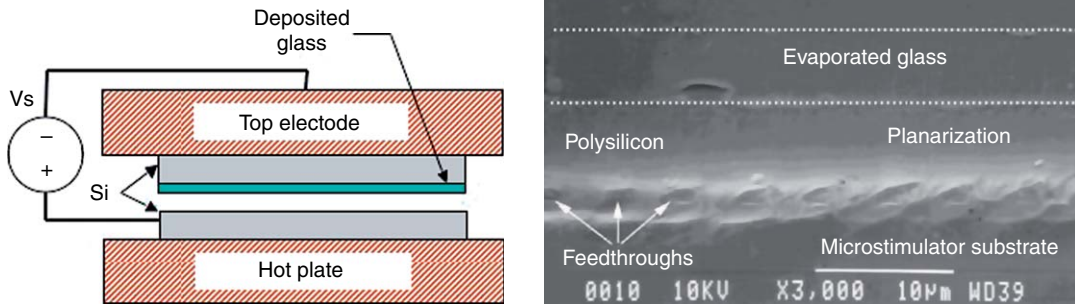 Deposited
glass
Vs
−
+
Top electode
Si
Hot plate
Evaporated glass
Polysilicon
Planarization
Feedthroughs
Microstimulator substrate
0010 10KV X3,000 10µm WD39